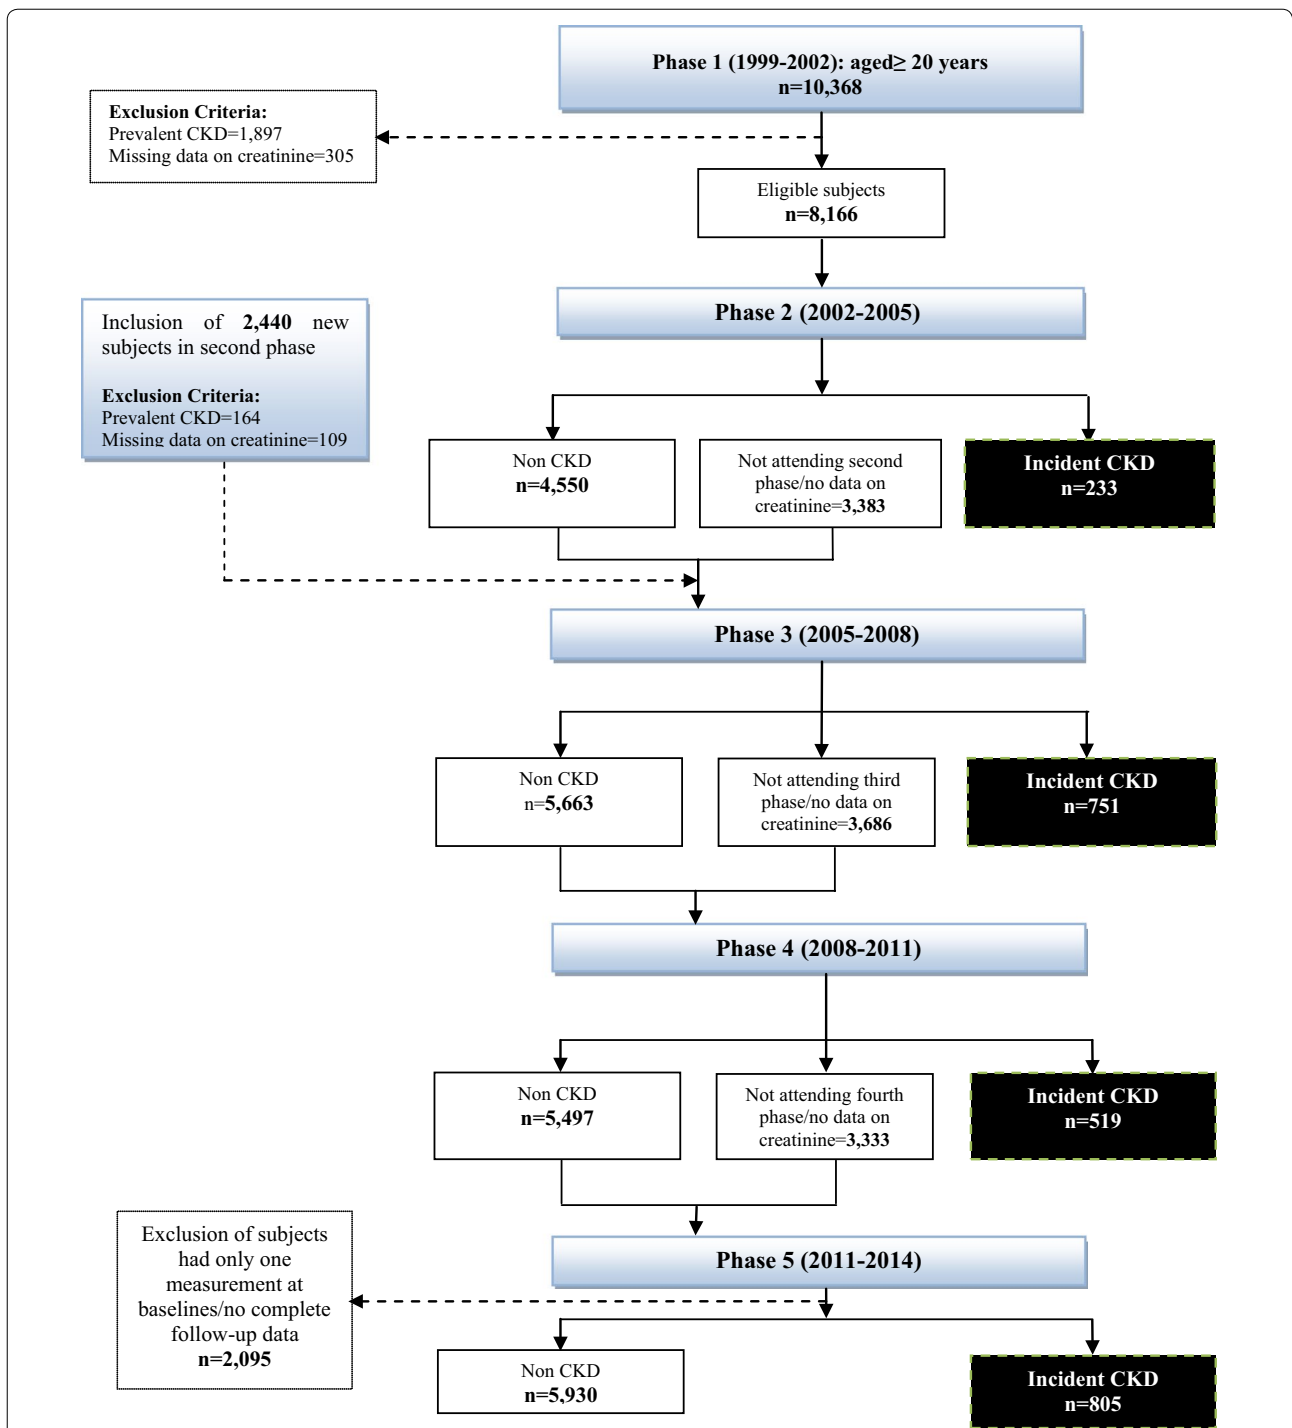 Phase 1 (1999-2002): aged≥ 20 years
n=10,368
Exclusion Criteria:
Prevalent CKD=1,897
Missing data on creatinine=305
Eligible subjects
n=8,166
Phase 2 (2002-2005)
Inclusion of 2,440 new
subjects in second phase
Exclusion Criteria:
Prevalent CKD=164
Missing data on creatinine=109
Non CKD
n=4,550
Not attending second
phase/no data on
creatinine=3,383
Incident CKD
n=233
Phase 3 (2005-2008)
Non CKD
n=5,663
Not attending third
phase/no data on
creatinine=3,686
Incident CKD
n=751
Phase 4 (2008-2011)
Non CKD
n=5,497
Not attending fourth
phase/no data on
creatinine=3,333
Incident CKD
n=519
Phase 5 (2011-2014)
Exclusion of subjects
had only one
measurement at
baselines/no complete
follow-up data
n=2,095
Non CKD
n=5,930
Incident CKD
n=805